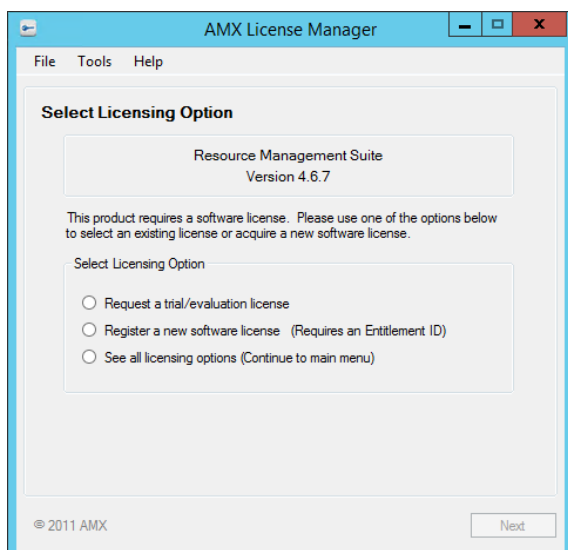 AMX License Manager
File Tools Help
Select Licensing Option
Resource Management Suite
Version 4.6.7
This product requires a software license. Please use one of the options below
to select an existing license or acquire a new software license.
Select Licensing Option
Request a trial/evaluation license
Register a new software license (Requires an Entitlement ID)
See all licensing options (Continue to main menu)
© 2011 AMX
Next